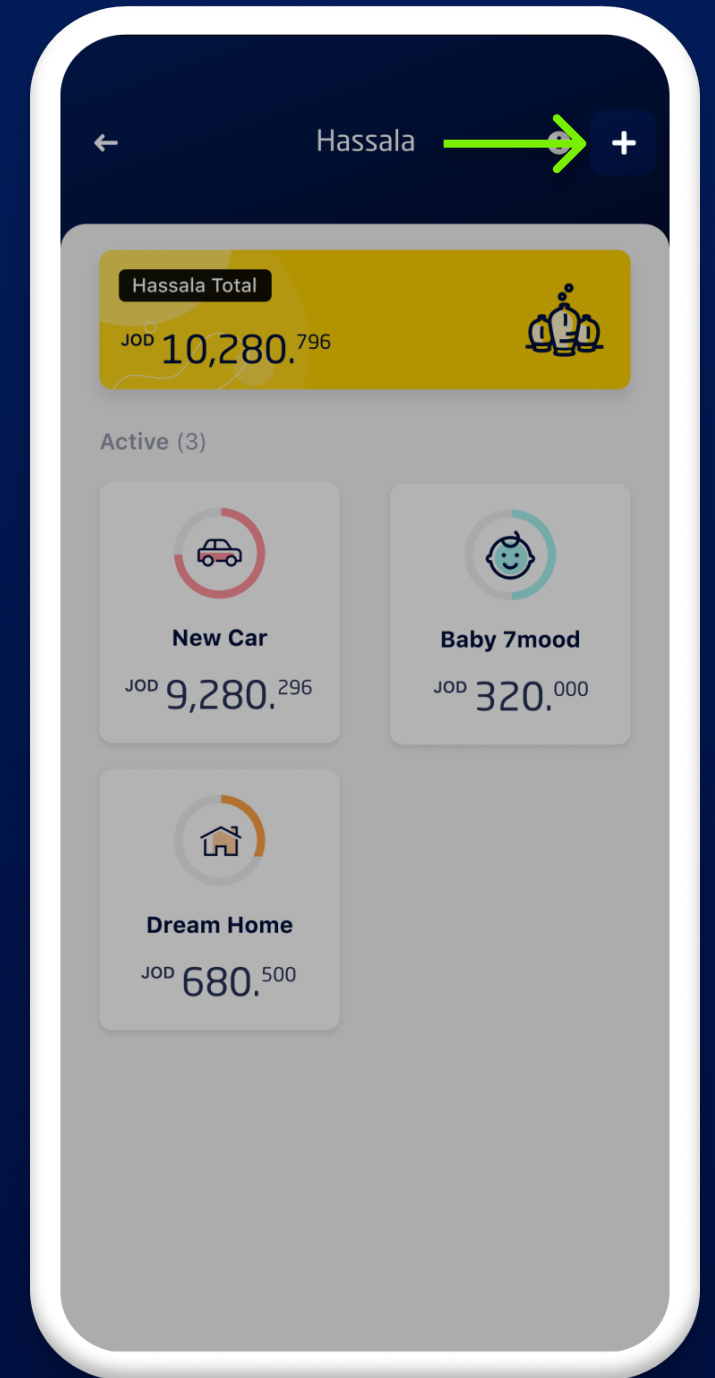 Hassala
Hassala Total
JOD 10,280.796
Active (3)
New Car
JOD 9,280.296
Baby 7mood
JOD 320.000
Dream Home
JOD 680.500